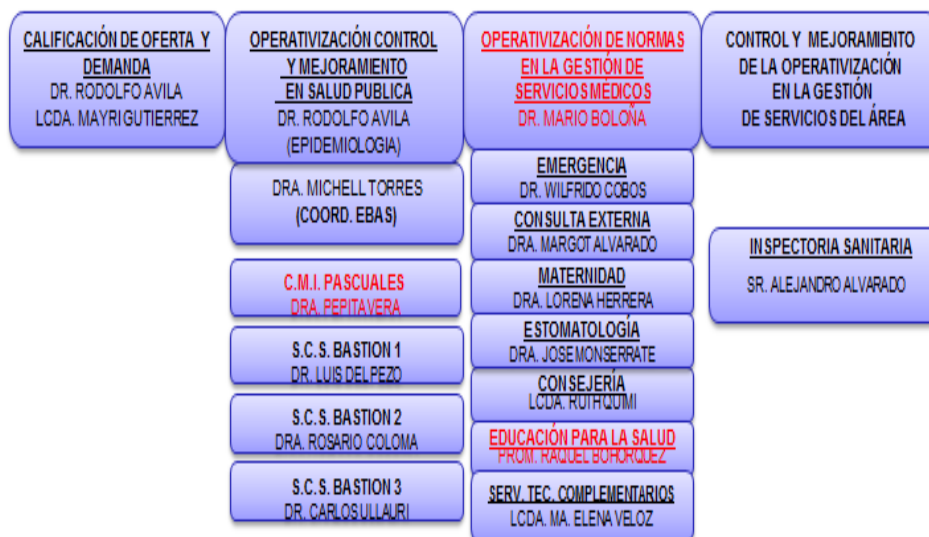 CALIFICACIÓN DE OFERTA Y
DEMANDA
DR. RODOLFO AVILA
LCDA. MAYRI GUTIERREZ
OPERATIVIZACIÓN CONTROL
Y MEJORAMIENTO
EN SALUD PUBLICA
DR. RODOLFO AVILA
(EPIDEMIOLOGIA)
DRA. MICHELL TORRES
(COORD. EBAS)
C.M.I. PASCUALES
DRA. PEPITA VERA
S.C.S. BASTION 1
DR. LUIS DEL PEZO
S.C.S. BASTION 2
DRA. ROSARIO COLOMA
S.C.S. BASTION 3
DR. CARLOS ULLAURI
OPERATIVIZACIÓN DE NORMAS
EN LA GESTIÓN DE
SERVICIOS MÉDICOS
DR. MARIO BOLOÑA
EMERGENCIA
DR. WILFRIDO COBOS
CONSULTA EXTERNA
DRA. MARGOT ALVARADO
MATERNIDAD
DRA. LORENA HERRERA
ESTOMATOLOGÍA
DRA. JOSE MONSERRATE
CONSEJERÍA
LCDA. RUTH QUIMI
EDUCACIÓN PARA LA SALUD
PROM. RAQUEL BOHORQUEZ
SERV. TEC. COMPLEMENTARIOS
LCDA. MA. ELENA VELOZ
CONTROL Y MEJORAMIENTO
DE LA OPERATIVIZACIÓN
EN LA GESTIÓN
DE SERVICIOS DEL ÁREA
INSPECTORIA SANITARIA
SR. ALEJANDRO ALVARADO